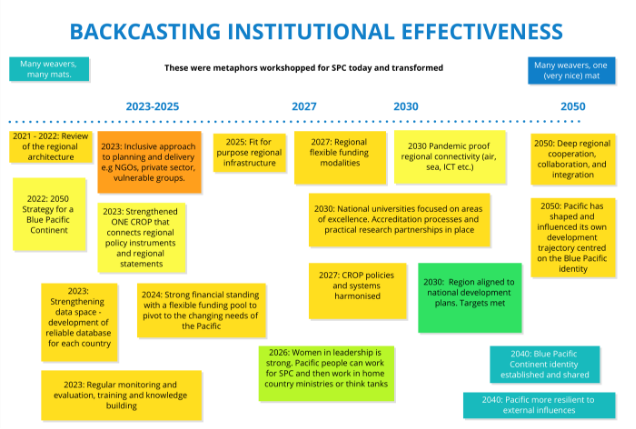 BACKCASTING INSTITUTIONAL EFFECTIVENESS
Many weavers,
many mats.
These were metaphors workshopped for SPC today and transformed
Many weavers, one
(very nice) mat
2023-2025
2027
2030
2050
2021 - 2022: Review
of the regional
architecture
2023: Inclusive approach
to planning and delivery
e.g NGOs, private sector,
vulnerable groups.
2025: Fit for
purpose regional
infrastructure
2027: Regional
flexible funding
modalities
2030 Pandemic proof
regional connectivity (air,
sea, ICT etc.)
2050: Deep regional
cooperation,
collaboration, and
integration
2022: 2050
Strategy for a
Blue Pacific
Continent
2023: Strengthened
ONE CROP that
connects regional
policy instruments
and regional
statements
2030: National universities focused on areas
of excellence. Accreditation processes and
practical research partnerships in place
2050: Pacific has
shaped and
influenced its own
development
trajectory centred
on the Blue Pacific
identity
2023:
Strengthening
data space -
development of
reliable database
for each country
2024: Strong financial standing
with a flexible funding pool to
pivot to the changing needs of
the Pacific
2027: CROP policies
and systems
harmonised
2030:  Region aligned to
national development
plans. Targets met
2026: Women in leadership is
strong. Pacific people can work
for SPC and then work in home
country ministries or think tanks
2040: Blue Pacific
Continent identity
established and shared
2023: Regular monitoring and
evaluation, training and knowledge
building
2040: Pacific more resilient to
external influences